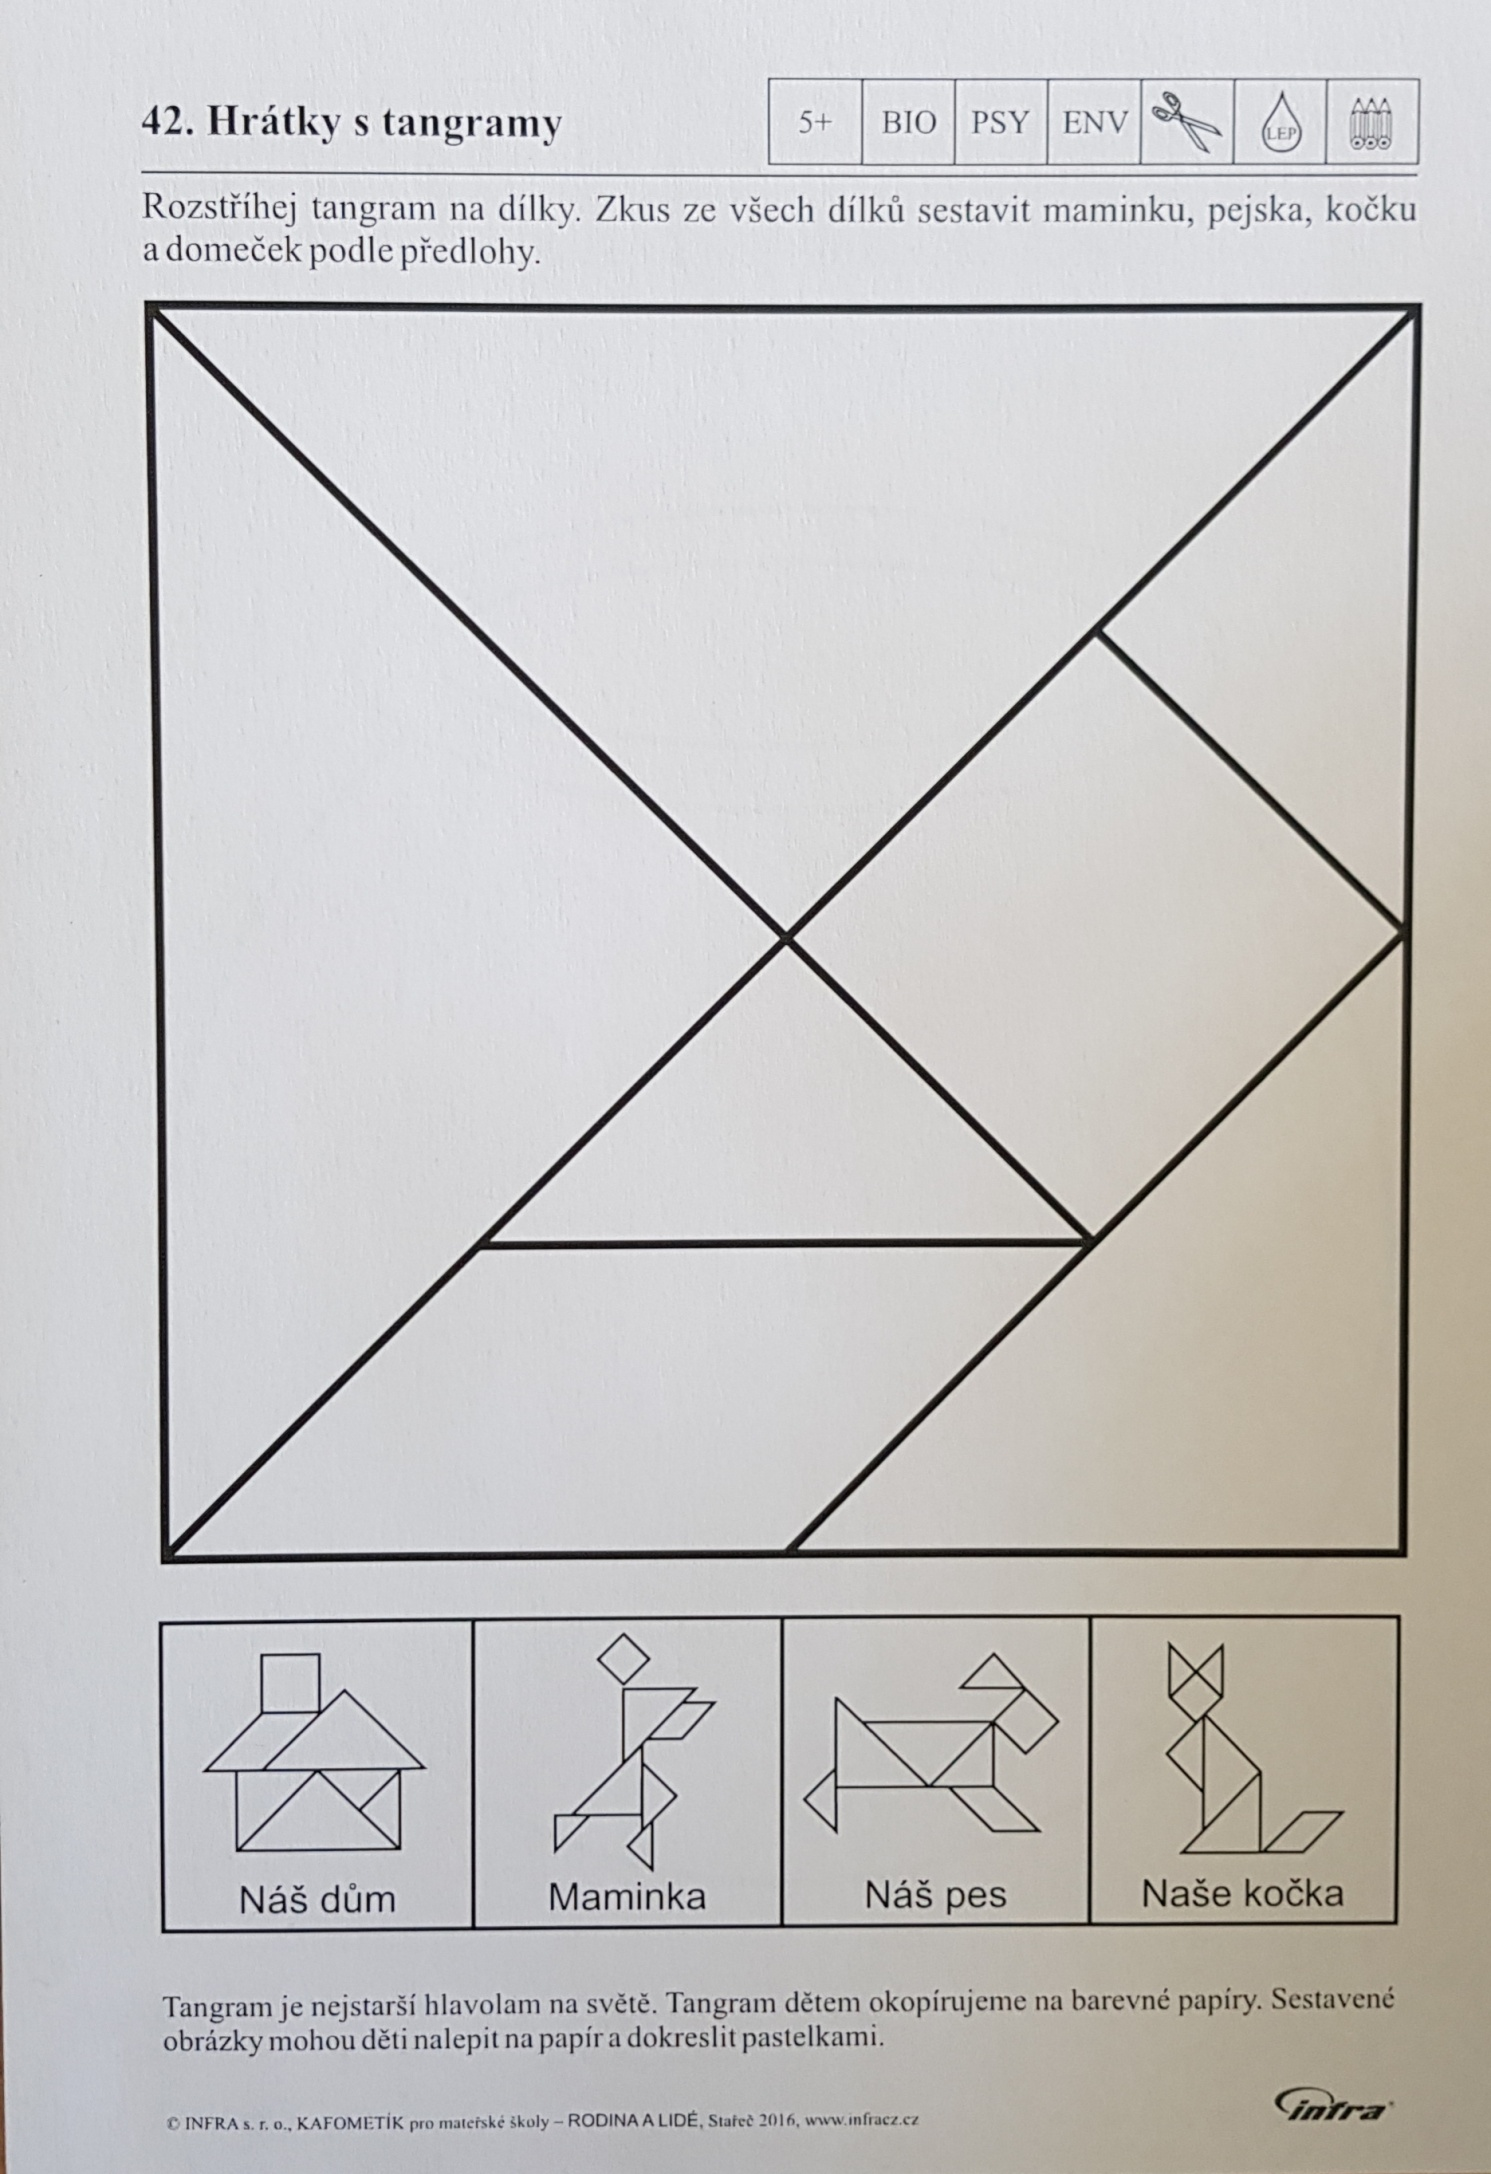 42. Hrátky s tangramy
5+ BIO PSY ENV LEP
Rozstříhej tangram na dílky. Zkus ze všech dílků sestavit maminku, pejska, kočku
a domeček podle předlohy.
Náš dům
Maminka
Náš pes
Naše kočka
Tangram je nejstarší hlavolam na světě. Tangram dětem okopírujeme na barevné papíry. Sestavené
obrázky mohou děti nalepit na papír a dokreslit pastelkami.
© INFRA s. r. o., KAFOMETÍK pro mateřské školy – RODINA A LIDÉ, Stařeč 2016, www.infracz.cz
infra